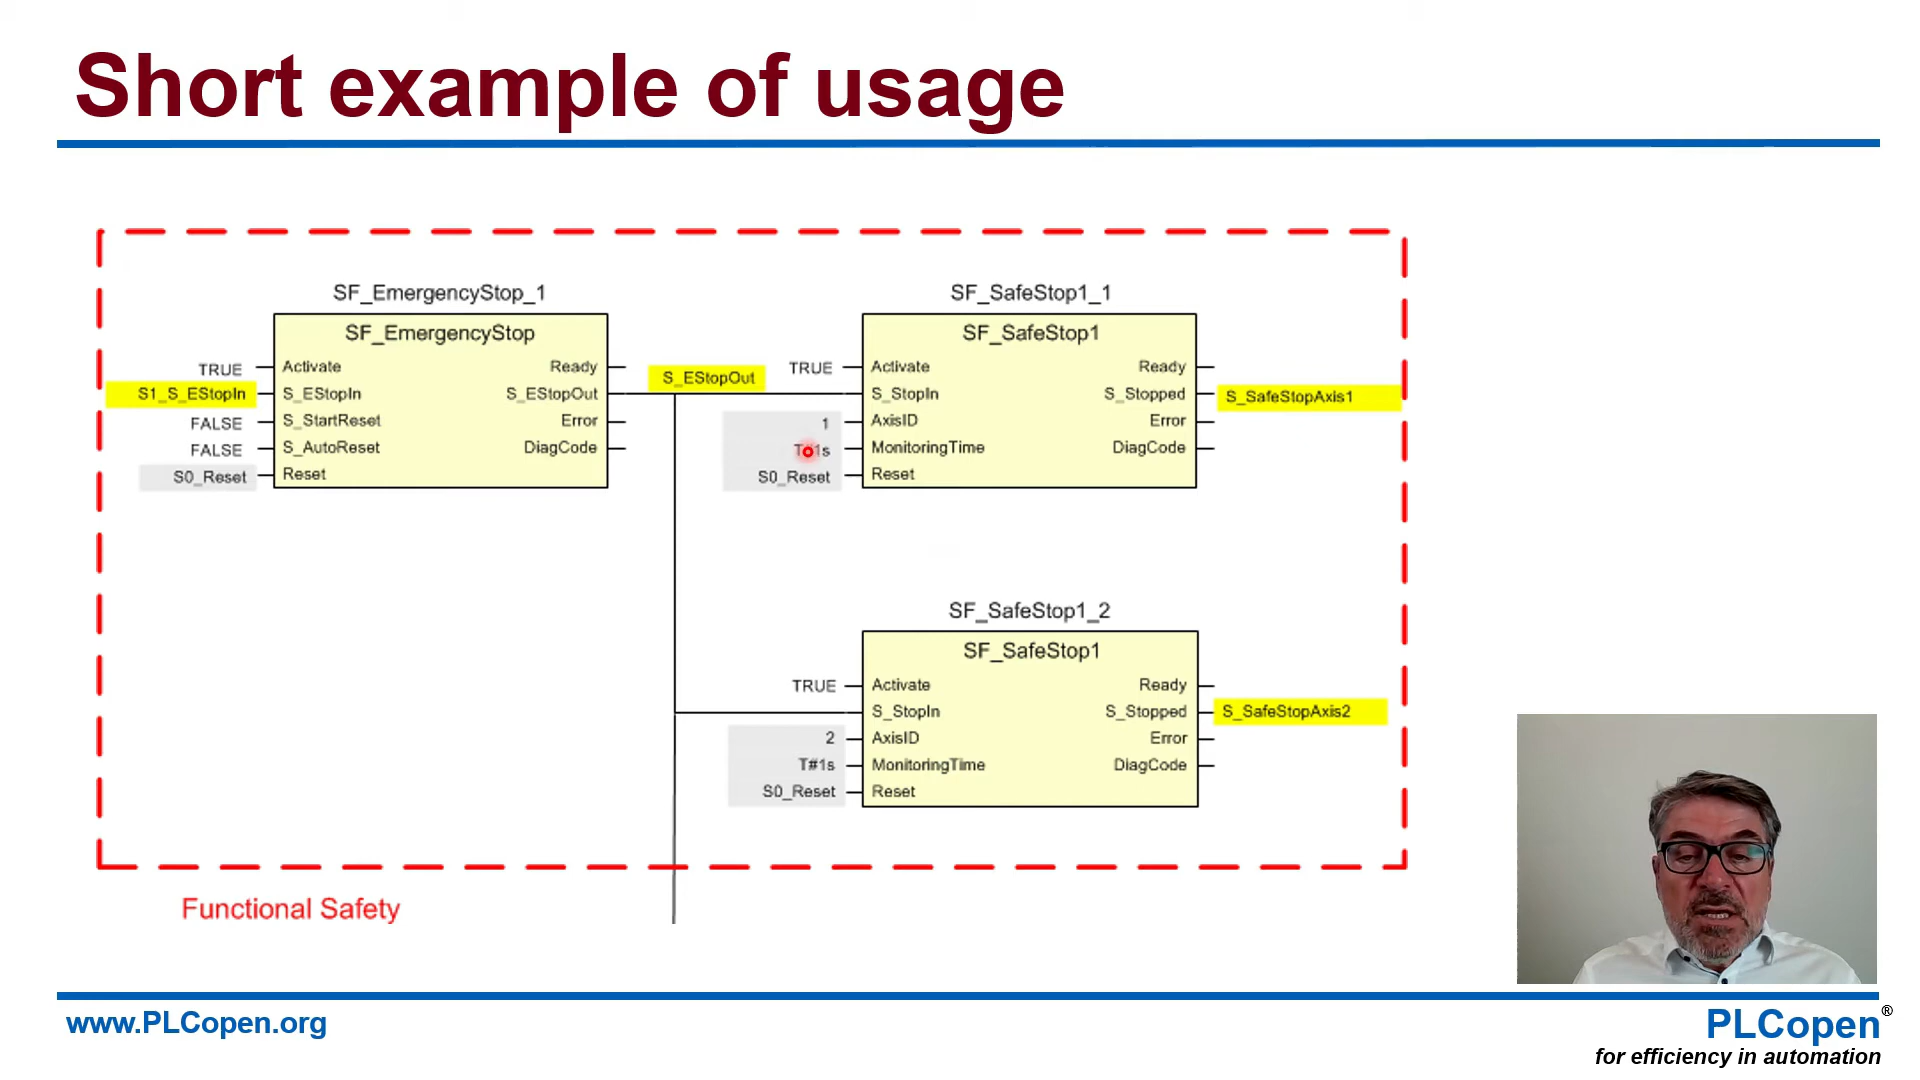 Short example of usage
SF_EmergencyStop_1
SF_EmergencyStop
TRUE
Activate
Ready
S1_S_EStopIn
S_EStopIn
S_EStopOut
FALSE
S_StartReset
Error
FALSE
S_AutoReset
DiagCode
S0_Reset
Reset
S_EStopOut
SF_SafeStop1_1
SF_SafeStop1
TRUE
Activate
Ready
S_StopIn
S_Stopped
S_SafeStopAxis1
1
AxisID
Error
T#1s
MonitoringTime
DiagCode
S0_Reset
Reset
SF_SafeStop1_2
SF_SafeStop1
TRUE
Activate
Ready
S_StopIn
S_Stopped
S_SafeStopAxis2
2
AxisID
Error
T#1s
MonitoringTime
DiagCode
S0_Reset
Reset
Functional Safety
www.PLCopen.org
PLCopen®
for efficiency in automation